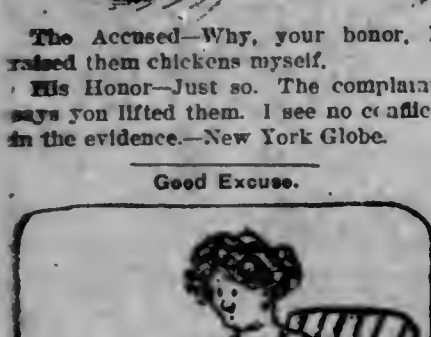 The Accused—Why, your honor,
raised them chickens myself.
His Honor—Just so. The
says you lifted them. I see no conflic
in the evidence.—New York Globe.
Good Excuse.